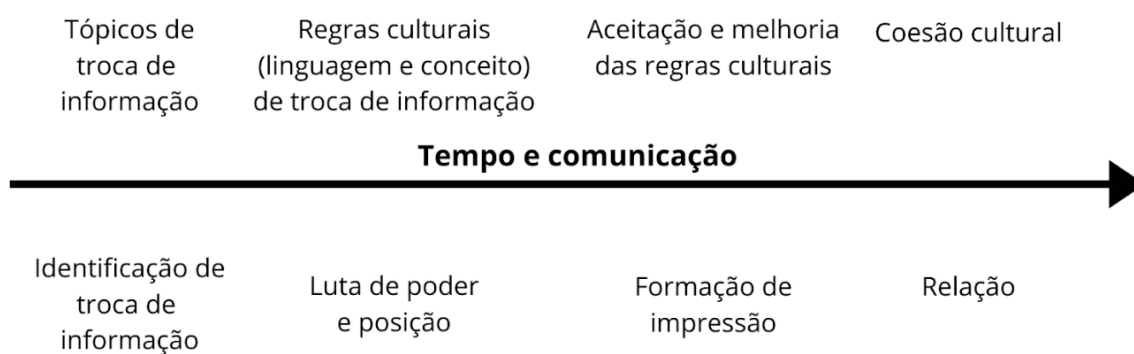 Tópicos de
troca de
informação
Regras culturais
(linguagem e conceito)
de troca de informação
Aceitação e melhoria
das regras culturais
Coesão cultural
Tempo e comunicação
Identificação de
troca de
informação
Luta de poder
e posição
Formação de
impressão
Relação